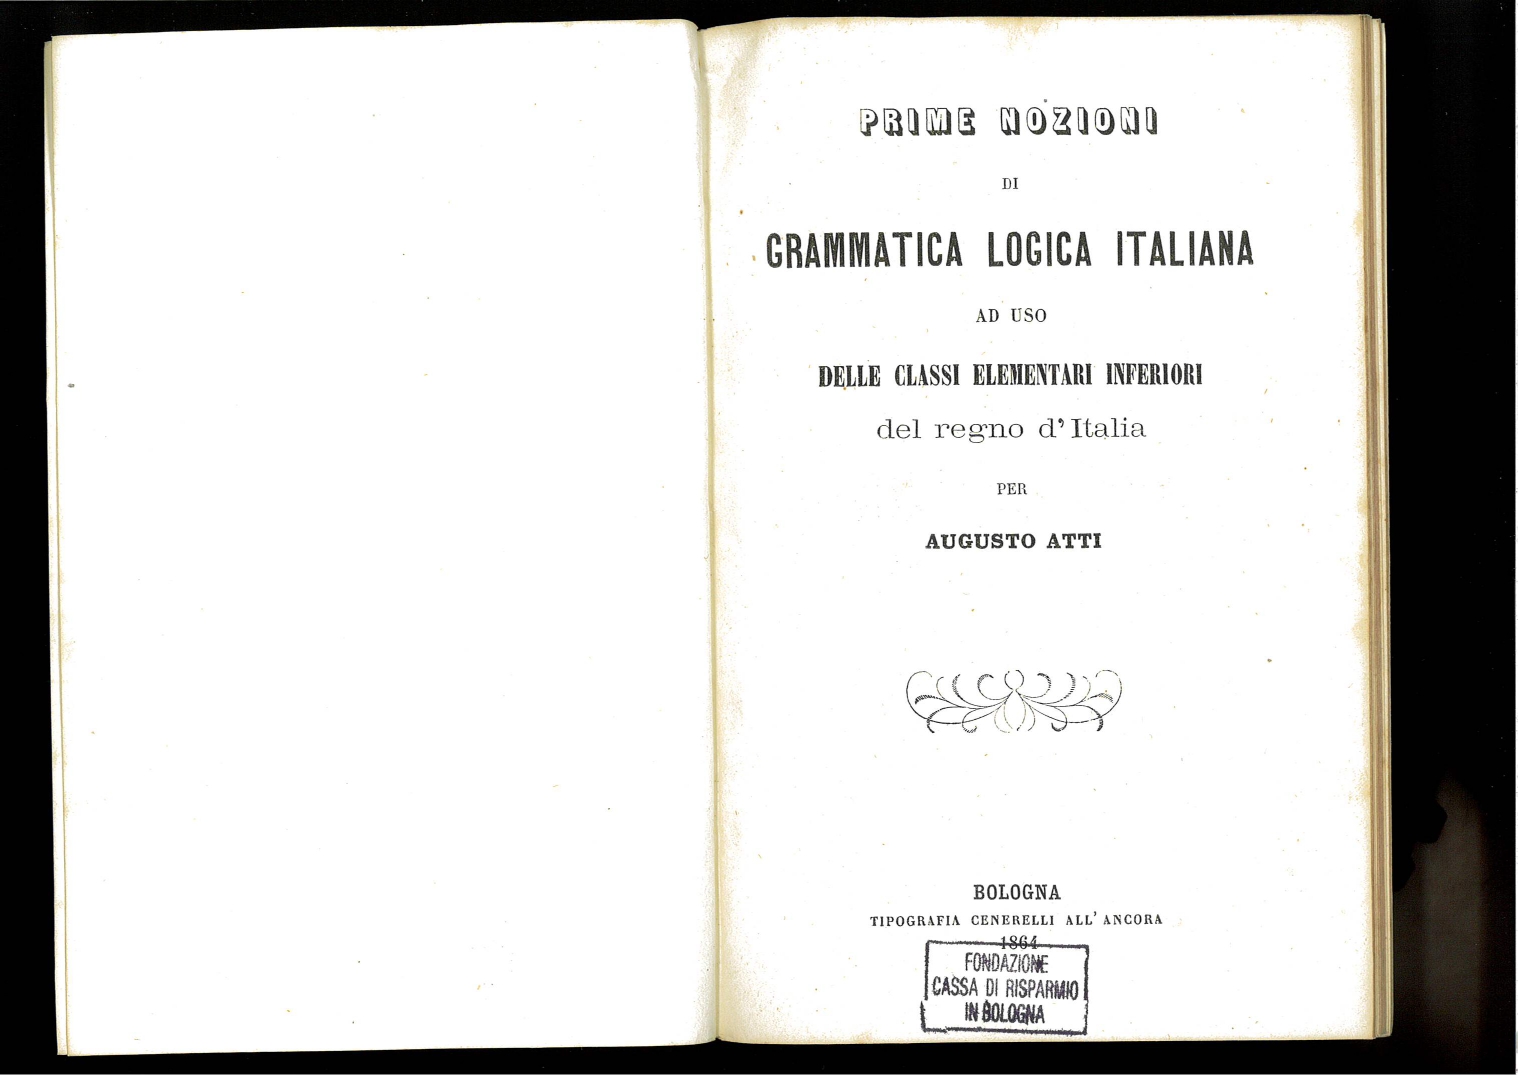 PRIME NOZIONI
DI
GRAMMATICA LOGICA ITALIANA
AD USO
DELLE CLASSI ELEMENTARI INFERIORI
del regno d'Italia
PER
AUGUSTO ATTI
BOLOGNA
TIPOGRAFIA CENERELLI ALL'ANCORA
1864
FONDAZIONE
CASSA DI RISPARMIO
IN BOLOGNA